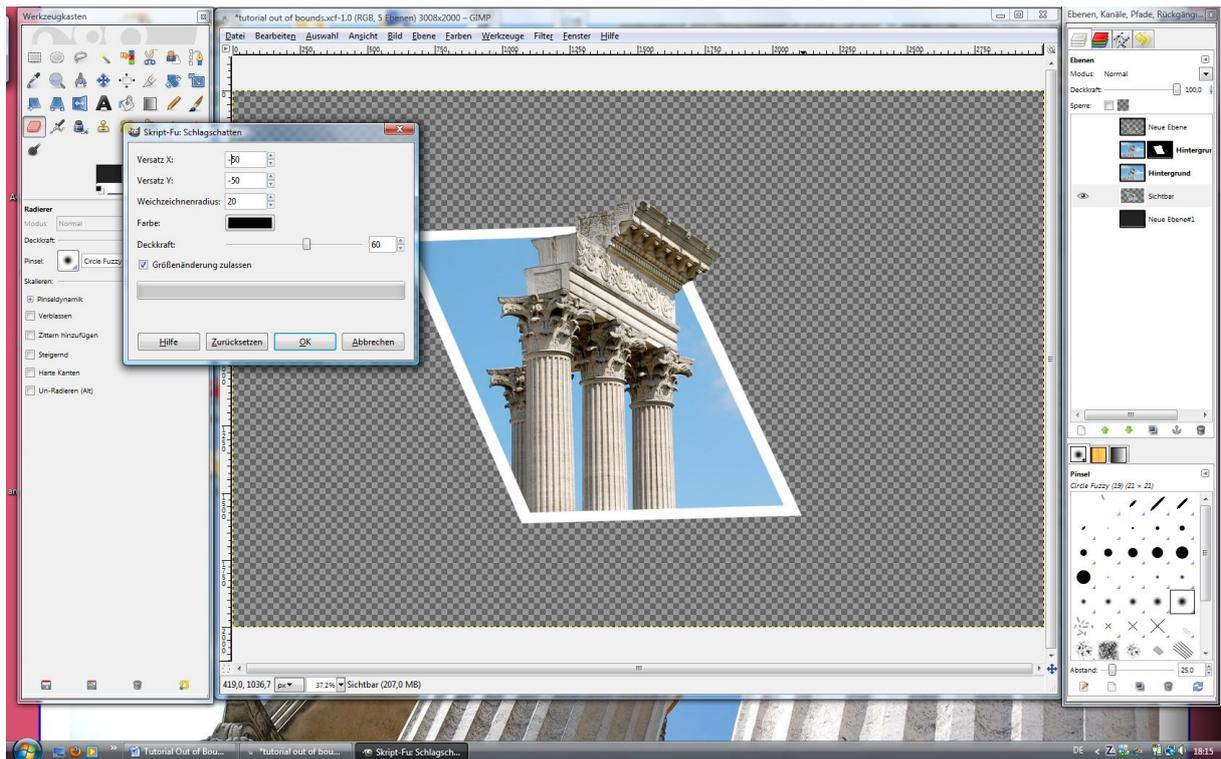 Werkzeugkasten
*tutorial out of bounds.xcf-1.0 (RGB, 5 Ebenen) 3008x2000 – GIMP
Datei Bearbeiten Auswahl Ansicht Bild Ebene Farben Werkzeuge Filter Fenster Hilfe
Ebenen, Kanäle, Pfade, Rückgängi...
Ebenen
Modus: Normal
Deckkraft: 100,0
Sperre:
Neue Ebene
Hintergrun
Hintergrund
Sichtbar
Neue Ebene#1
Skript-Fu: Schlagschatten
Versatz X: -50
Versatz Y: -50
Weichzeichnenradius: 20
Farbe:
Deckkraft: 60
Größenänderung zulassen
Hilfe Zurücksetzen OK Abbrechen
Radierer
Modus: Normal
Deckkraft:
Pinsel: Circle Fuzzy
Skalieren:
Pinseldynamik
Verblassen
Zittern hinzufügen
Steigernd
Harte Kanten
Un-Radieren (Alt)
Pinsel
Circle Fuzzy (19) (21 × 21)
Abstand: 25,0
419,0, 1036,7 px 37,2% Sichtbar (207,0 MB)
Tutorial Out of Bou... *tutorial out of bou... Skript-Fu: Schlagsch... DE 18:15